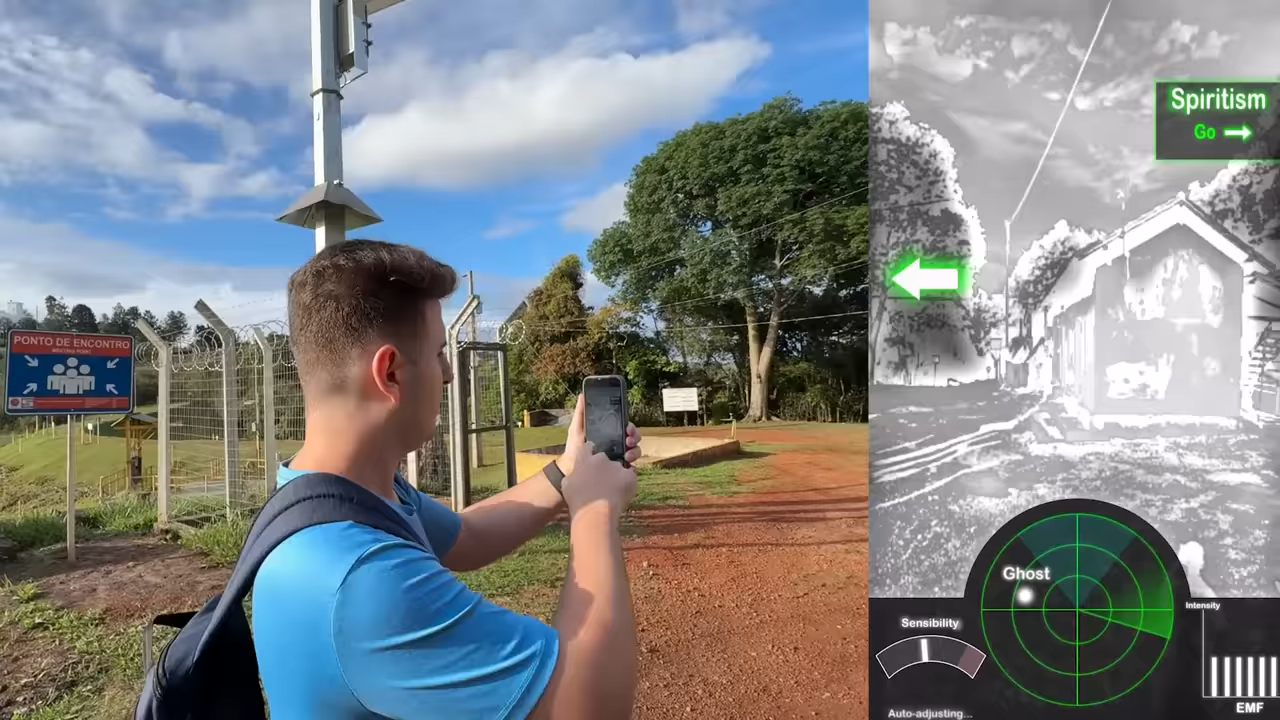 PONTO DE ENCONTRO
MEETING POINT
Spiritism
Go
Ghost
Sensibility
Auto-adjusting...
Intensity
EMF